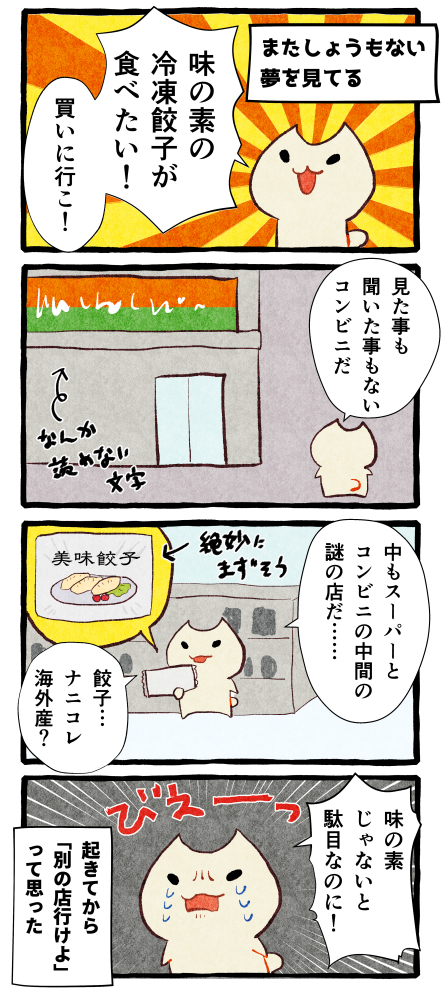 またしょうもない
夢を見てる
味の素の
冷凍餃子が
食べたい！
買いに行こ！
見た事も
聞いた事もない
コンビニだ
なんか
読めない
文字
中もスーパーと
コンビニの中間の
謎の店だ……
絶妙に
まずそう
美味餃子
餃子…
ナニコレ
海外産？
びえーーっ
味の素
じゃないと
駄目なのに！
起きてから
「別の店行けよ」
って思った